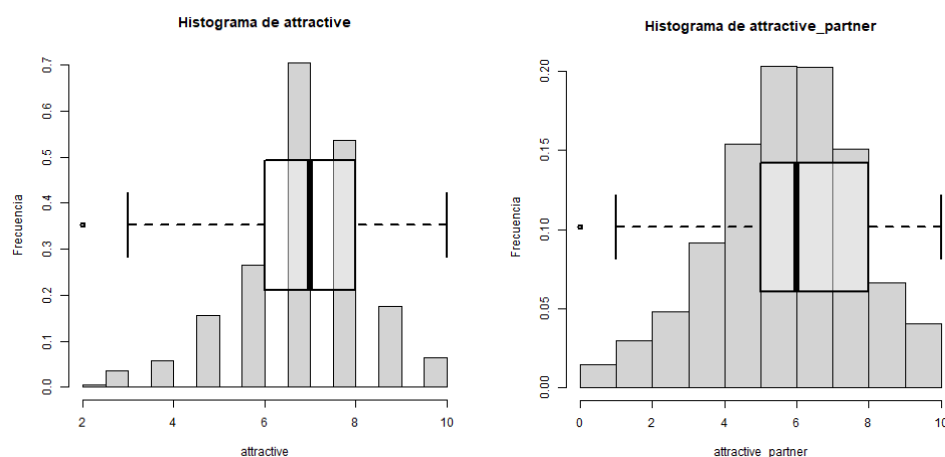 Histograma de attractive
Frecuencia
0.7
0.6
0.5
0.4
0.3
0.2
0.1
0.0
2 4 6 8 10
attractive
Histograma de attractive_partner
Frecuencia
0.20
0.15
0.10
0.05
0.00
0 2 4 6 8 10
attractive_partner